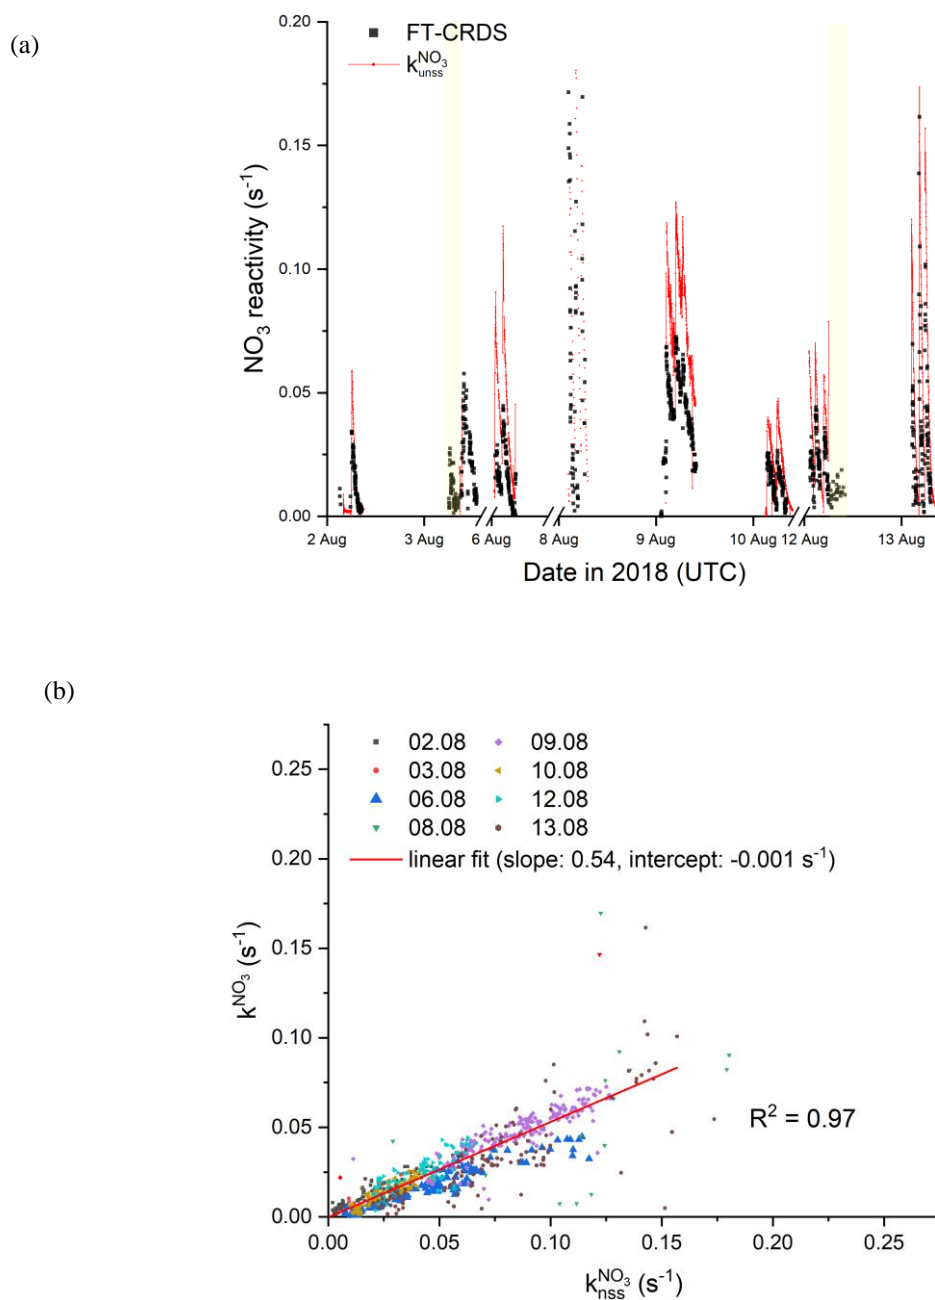 (a)
0.20
FT-CRDS
k_unss^NO3
0.15
0.10
0.05
0.00
NO3 reactivity (s-1)
2 Aug 3 Aug 6 Aug 8 Aug 9 Aug 10 Aug 12 Aug 13 Aug
Date in 2018 (UTC)
(b)
02.08 09.08
03.08 10.08
06.08 12.08
08.08 13.08
linear fit (slope: 0.54, intercept: -0.001 s-1)
0.25
0.20
0.15
0.10
0.05
0.00
k^NO3 (s-1)
R2 = 0.97
0.00 0.05 0.10 0.15 0.20 0.25
k_nss^NO3 (s-1)